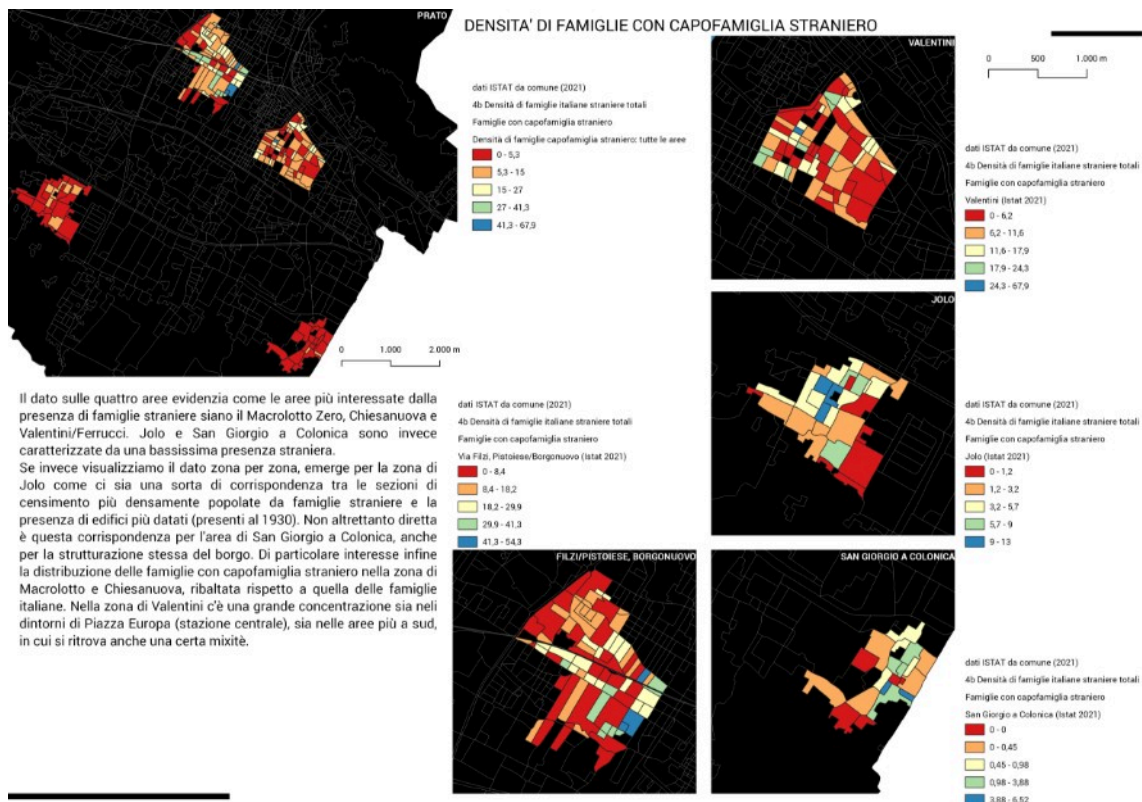 DENSITA' DI FAMIGLIE CON CAPOFAMIGLIA STRANIERO
PRATO
dati ISTAT da comune (2021)
4b Densità di famiglie italiane straniere totali
Famiglie con capofamiglia straniero
Densità di famiglie capofamiglia straniero: tutte le aree
0 - 5,3
5,3 - 15
15 - 27
27 - 41,3
41,3 - 67,9
0 1.000 2.000 m
VALENTINI
0 500 1.000 m
dati ISTAT da comune (2021)
4b Densità di famiglie italiane straniere totali
Famiglie con capofamiglia straniero
Valentini (Istat 2021)
0 - 6,2
6,2 - 11,6
11,6 - 17,9
17,9 - 24,3
24,3 - 67,9
Il dato sulle quattro aree evidenzia come le aree più interessate dalla
presenza di famiglie straniere siano il Macrolotto Zero, Chiesanuova e
Valentini/Ferrucci. Jolo e San Giorgio a Colonica sono invece
caratterizzate da una bassissima presenza straniera.
Se invece visualizziamo il dato zona per zona, emerge per la zona di
Jolo come ci sia una sorta di corrispondenza tra le sezioni di
censimento più densamente popolate da famiglie straniere e la
presenza di edifici più datati (presenti al 1930). Non altrettanto diretta
è questa corrispondenza per l'area di San Giorgio a Colonica, anche
per la strutturazione stessa del borgo. Di particolare interesse infine
la distribuzione delle famiglie con capofamiglia straniero nella zona di
Macrolotto e Chiesanuova, ribaltata rispetto a quella delle famiglie
italiane. Nella zona di Valentini c'è una grande concentrazione sia neli
dintorni di Piazza Europa (stazione centrale), sia nelle aree più a sud,
in cui si ritrova anche una certa mixitè.
JOLO
dati ISTAT da comune (2021)
4b Densità di famiglie italiane straniere totali
Famiglie con capofamiglia straniero
Jolo (Istat 2021)
0 - 1,2
1,2 - 3,2
3,2 - 5,7
5,7 - 9
9 - 13
dati ISTAT da comune (2021)
4b Densità di famiglie italiane straniere totali
Famiglie con capofamiglia straniero
Via Filzi, Pistoiese/Borgonuovo (Istat 2021)
0 - 8,4
8,4 - 18,2
18,2 - 29,9
29,9 - 41,3
41,3 - 54,3
FILZI/PISTOIESE, BORGONUOVO
SAN GIORGIO A COLONICA
dati ISTAT da comune (2021)
4b Densità di famiglie italiane straniere totali
Famiglie con capofamiglia straniero
San Giorgio a Colonica (Istat 2021)
0 - 0
0 - 0,45
0,45 - 0,98
0,98 - 3,88
3,88 - 6,52